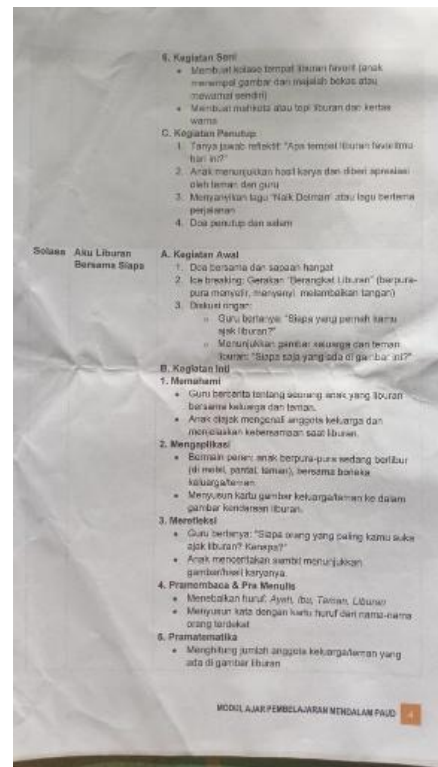 6. Kegiatan Seni
• Membuat kolase tempat liburan favorit (anak
menempel gambar dari majalah bekas atau
mewarnai sendiri)
• Membuat mahkota atau topi liburan dari kertas
warna
C. Kegiatan Penutup
1. Tanya jawab reflektif: "Apa tempat liburan favoritmu
hari ini?"
2. Anak menunjukkan hasil karya dan diberi apresiasi
oleh teman dan guru
3. Menyanyikan lagu "Naik Delman" atau lagu bertema
perjalanan
4. Doa penutup dan salam
Selasa Aku Liburan
Bersama Siapa
A. Kegiatan Awal
1. Doa bersama dan sapaan hangat
2. Ice breaking: Gerakan "Berangkat Liburan" (berpura-
pura menyetir, menyanyi, melambaikan tangan)
3. Diskusi ringan:
o Guru bertanya: "Siapa yang pernah kamu
ajak liburan?"
o Menunjukkan gambar keluarga dan teman
liburan: "Siapa saja yang ada di gambar ini?"
B. Kegiatan Inti
1. Memahami
• Guru bercerita tentang seorang anak yang liburan
bersama keluarga dan teman.
• Anak diajak mengenali anggota keluarga dan
menjelaskan kebersamaan saat liburan.
2. Mengaplikasi
• Bermain peran: anak berpura-pura sedang berlibur
(di mobil, pantai, taman), bersama boneka
keluarga/teman
• Menyusun kartu gambar keluarga/teman ke dalam
gambar kendaraan liburan.
3. Merefleksi
• Guru bertanya: "Siapa orang yang paling kamu suka
ajak liburan? Kenapa?"
• Anak menceritakan sambil menunjukkan
gambar/hasil karyanya.
4. Pramembaca & Pra Menulis
• Menebalkan huruf: Ayah, Ibu, Teman, Liburan
• Menyusun kata dengan kartu huruf dari nama-nama
orang terdekat
5. Pramatematika
• Menghitung jumlah anggota keluarga/teman yang
ada di gambar liburan
MODUL AJAR PEMBELAJARAN MENDALAM PAUD 4